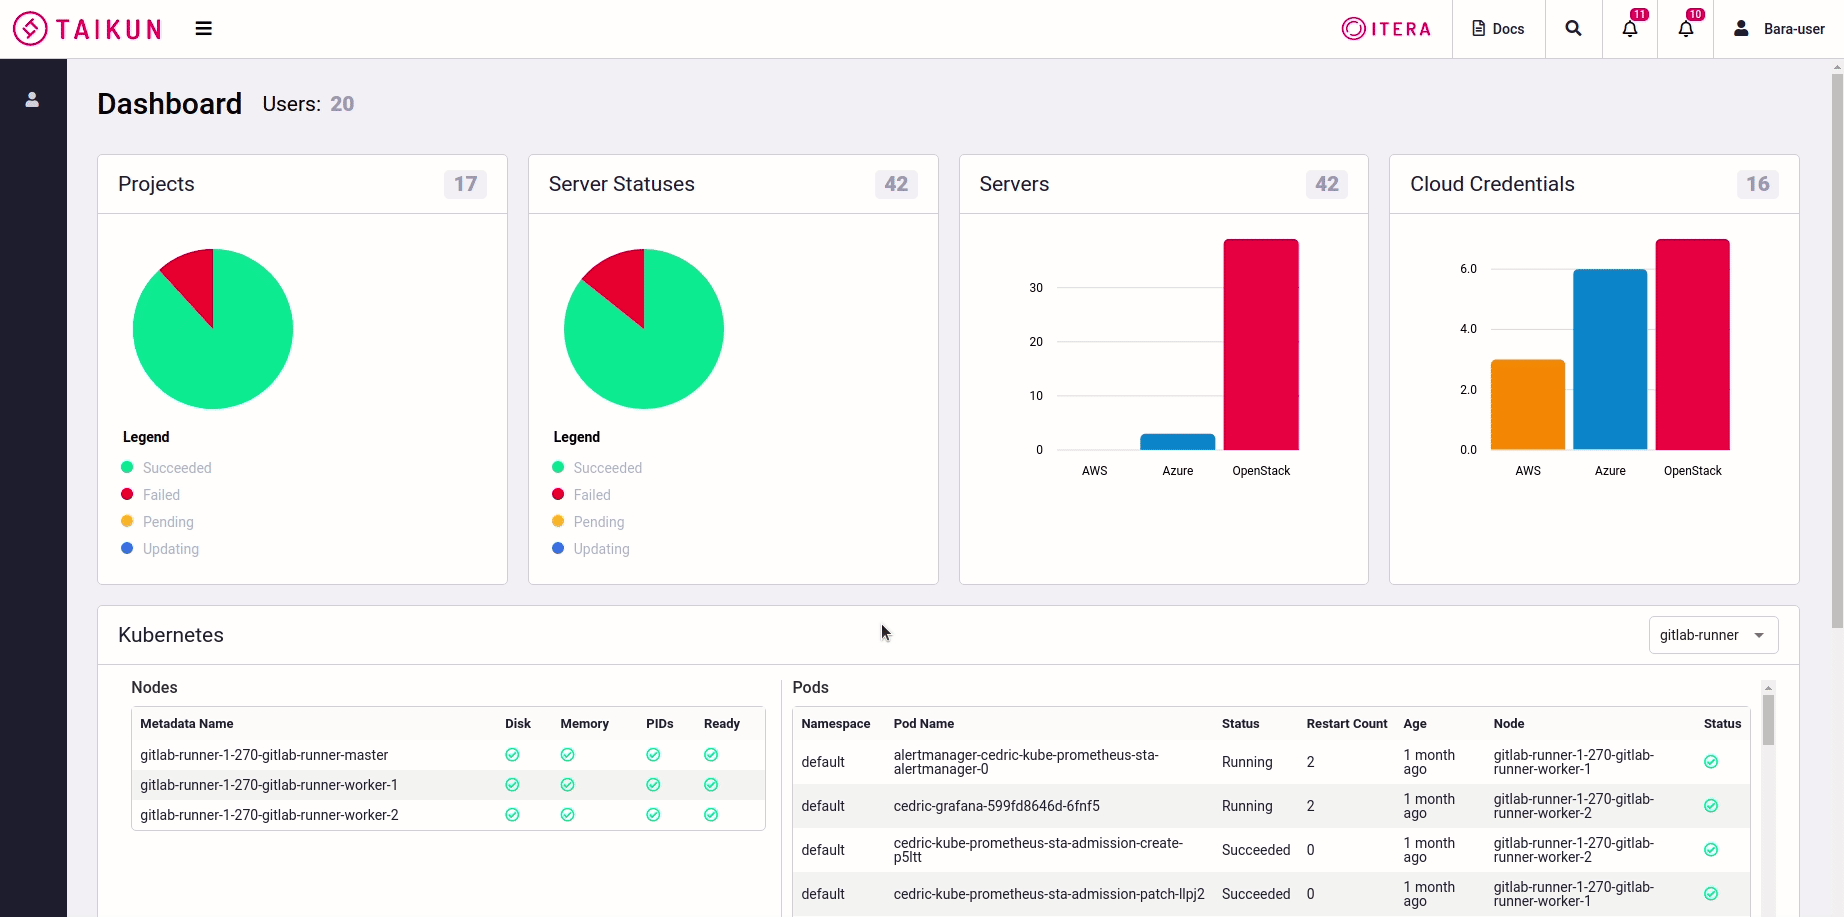 TAIKUN
ITERA
Docs
11
10
Bara-user
Dashboard Users: 20
Projects 17
Legend
Succeeded
Failed
Pending
Updating
Server Statuses 42
Legend
Succeeded
Failed
Pending
Updating
Servers 42
30
20
10
0
AWS Azure OpenStack
Cloud Credentials 16
6.0
4.0
2.0
0.0
AWS Azure OpenStack
Kubernetes
gitlab-runner
Nodes
Metadata Name Disk Memory PIDs Ready
gitlab-runner-1-270-gitlab-runner-master
gitlab-runner-1-270-gitlab-runner-worker-1
gitlab-runner-1-270-gitlab-runner-worker-2
Pods
Namespace Pod Name Status Restart Count Age Node Status
default alertmanager-cedric-kube-prometheus-sta- Running 2 1 month gitlab-runner-1-270-gitlab-
alertmanager-0 ago runner-worker-1
default cedric-grafana-599fd8646d-6fnf5 Running 2 1 month gitlab-runner-1-270-gitlab-
ago runner-worker-2
default cedric-kube-prometheus-sta-admission-create- Succeeded 0 1 month gitlab-runner-1-270-gitlab-
p5ltt ago runner-worker-2
default cedric-kube-prometheus-sta-admission-patch-llpj2 Succeeded 0 1 month gitlab-runner-1-270-gitlab-
ago runner-worker-1